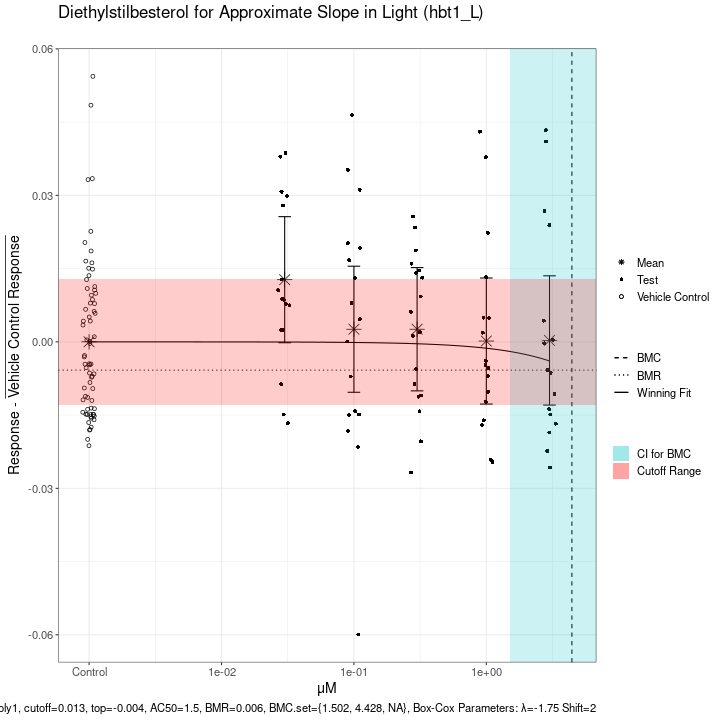 Diethylstilbesterol for Approximate Slope in Light (hbt1_L)
Response - Vehicle Control Response
0.06
0.03
0.00
-0.03
-0.06
Control
1e-02
1e-01
1e+00
µM
Mean
Test
Vehicle Control
BMC
BMR
Winning Fit
CI for BMC
Cutoff Range
cutoff=0.013, top=-0.004, AC50=1.5, BMR=0.006, BMC.set={1.502, 4.428, NA}, Box-Cox Parameters: λ=-1.75 Shift=2